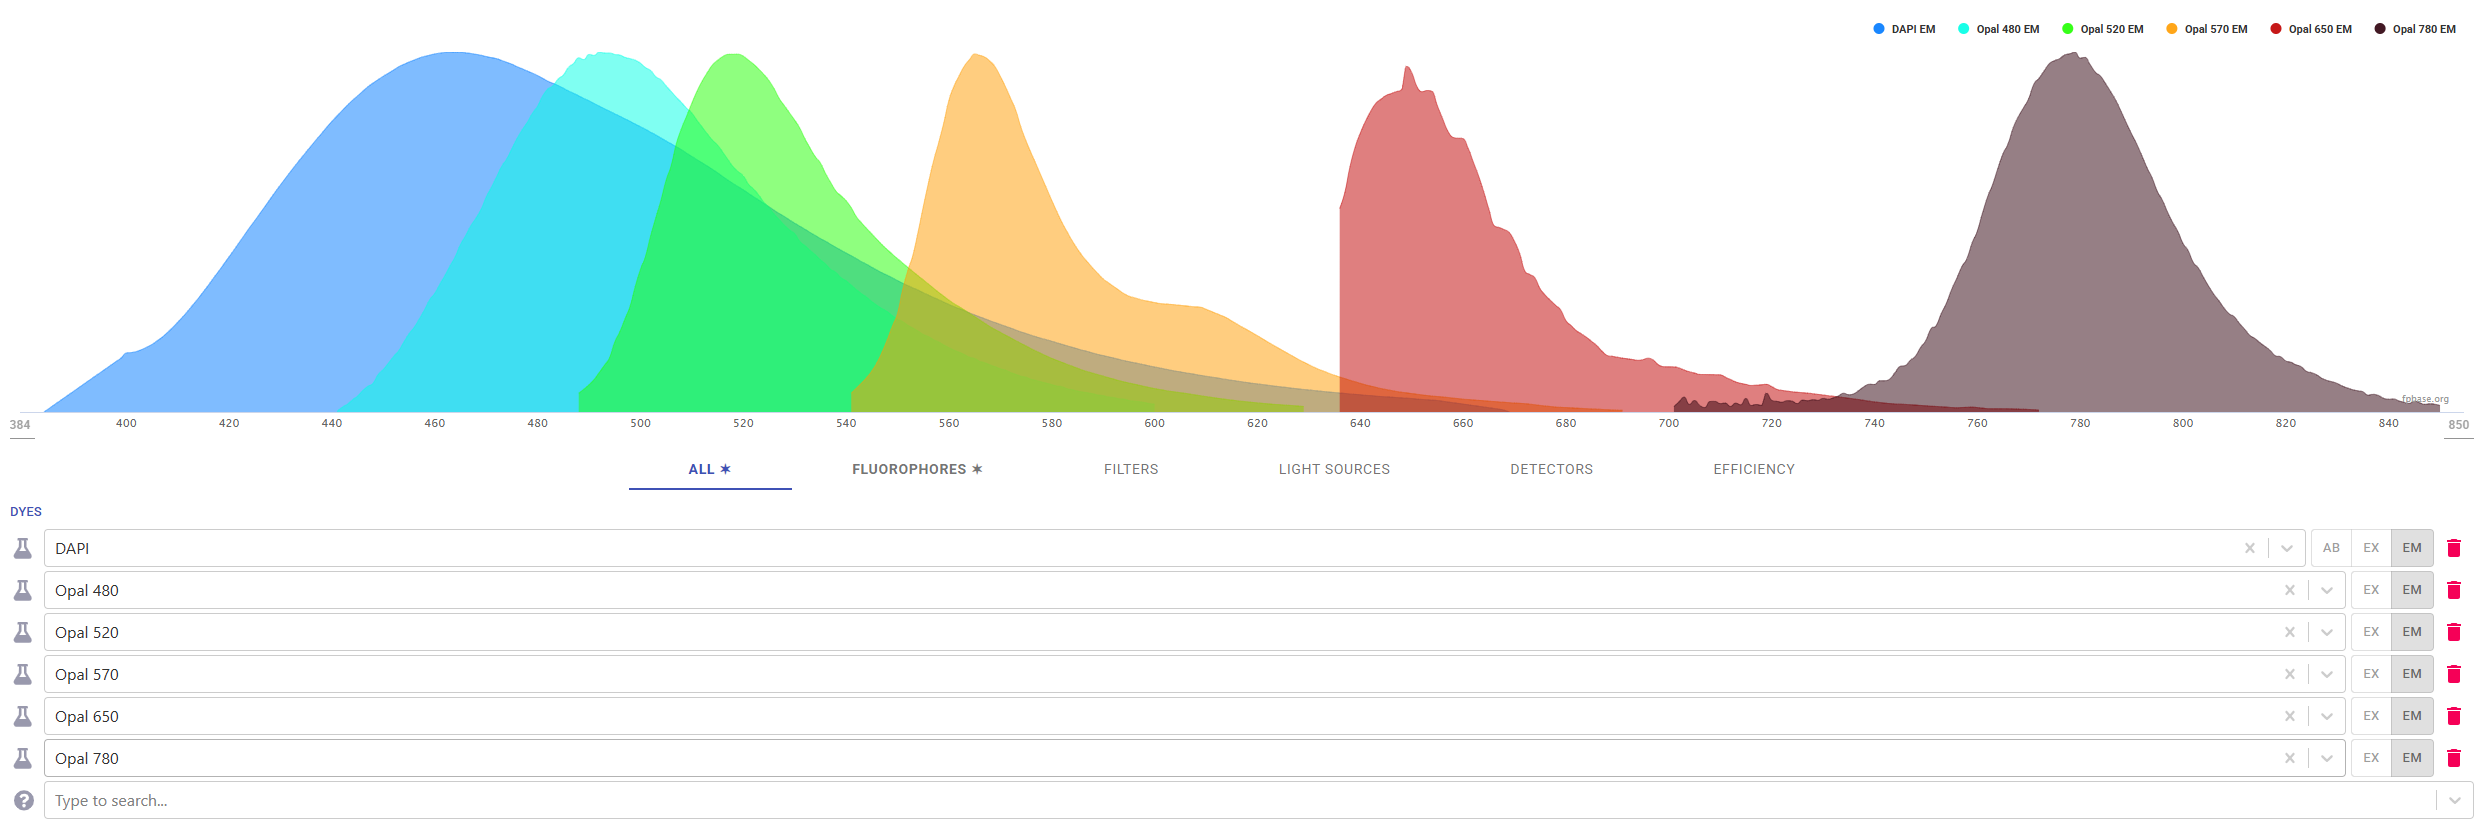 DAPI EM Opal 480 EM Opal 520 EM Opal 570 EM Opal 650 EM Opal 780 EM
fpbase.org
384 400 420 440 460 480 500 520 540 560 580 600 620 640 660 680 700 720 740 760 780 800 820 840 850
ALL ✶ FLUOROPHORES ✶ FILTERS LIGHT SOURCES DETECTORS EFFICIENCY
DYES
DAPI AB EX EM
Opal 480 EX EM
Opal 520 EX EM
Opal 570 EX EM
Opal 650 EX EM
Opal 780 EX EM
Type to search...